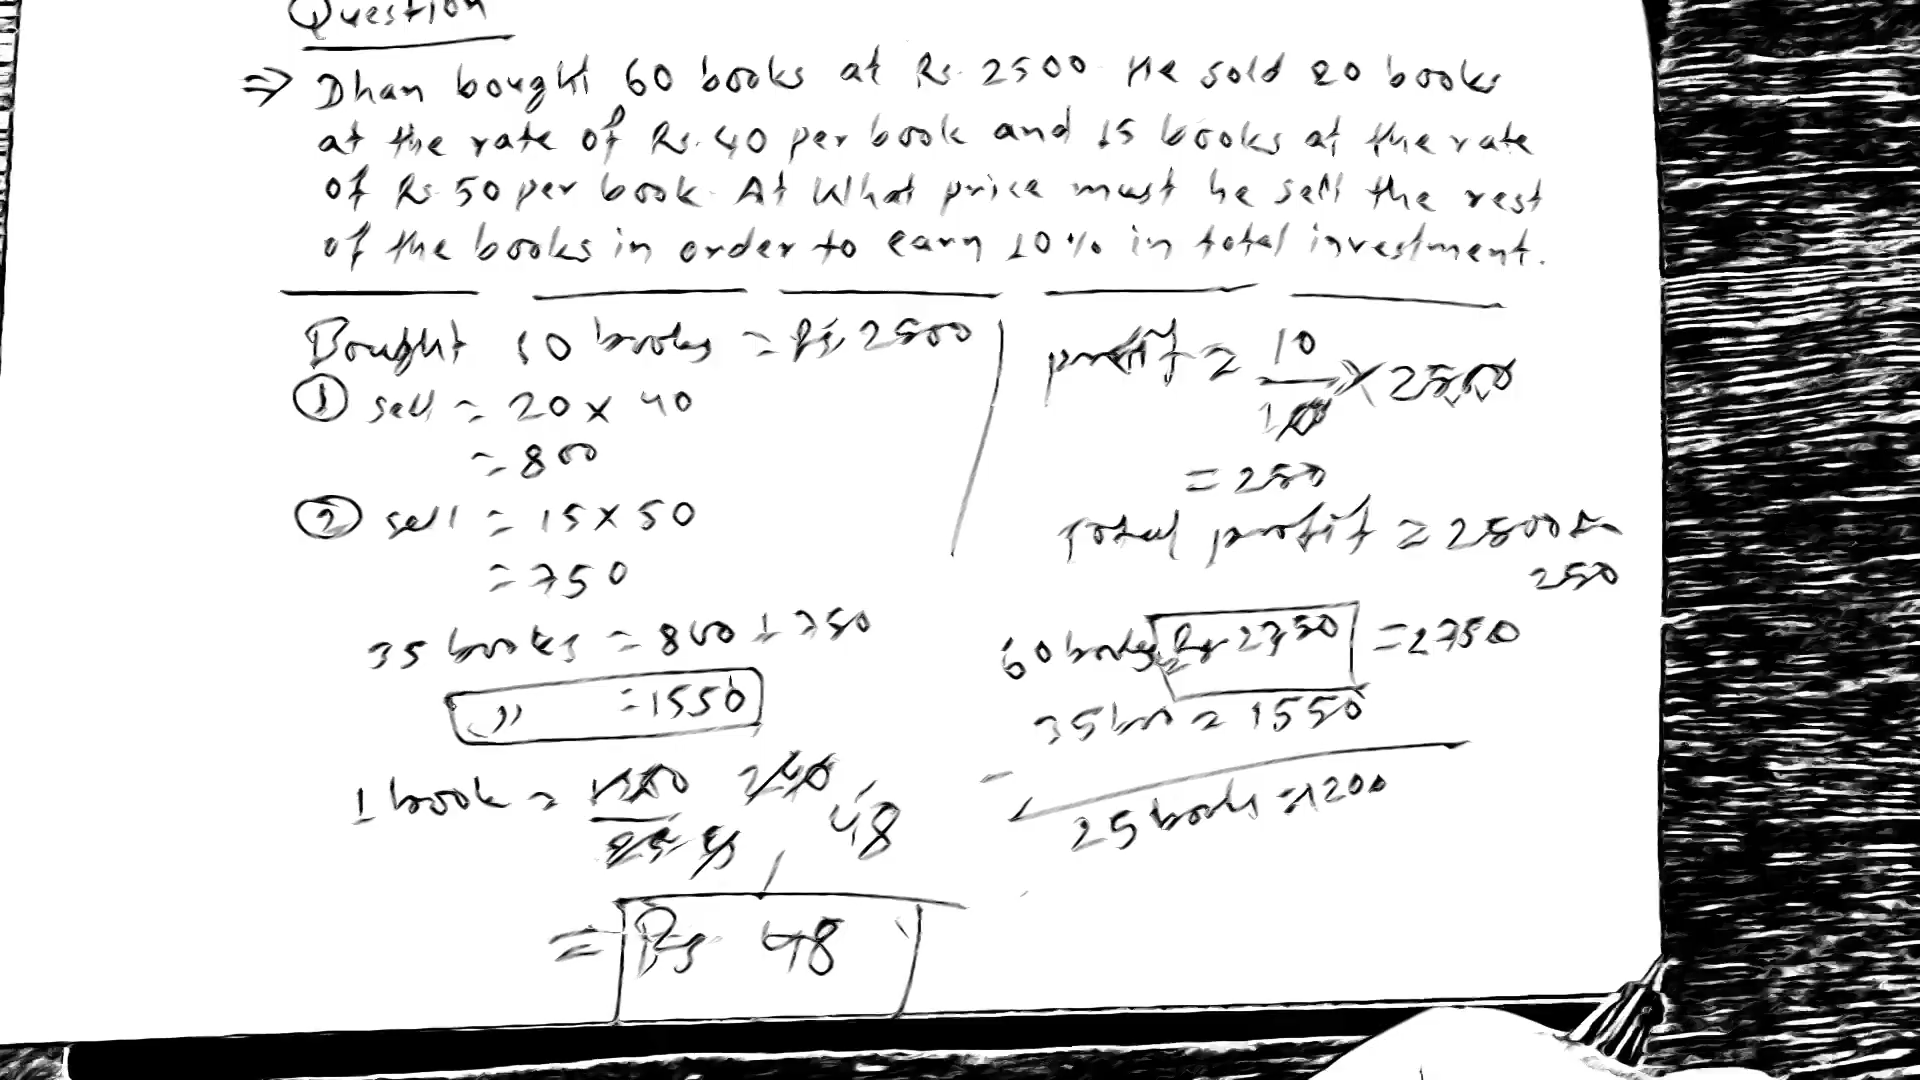 Question
⇒ Dhan bought 60 books at Rs. 2500. He sold 20 books
at the rate of Rs. 40 per book and 15 books at the rate
of Rs. 50 per book. At What price must he sell the rest
of the books in order to earn 10% in total investment.
Bought 60 books = Rs. 2500
① sell = 20 x 40
= 800
② sell = 15 x 50
= 750
35 books = 800 + 750
,, = 1550
1 book = 1200 240 48
25 5
= Rs 48
profit = 10 x 2500
100
= 250
Total profit = 2500 +
250
60 books Rs 2750 = 2750
35 bo = 1550
-
25 books = 1200